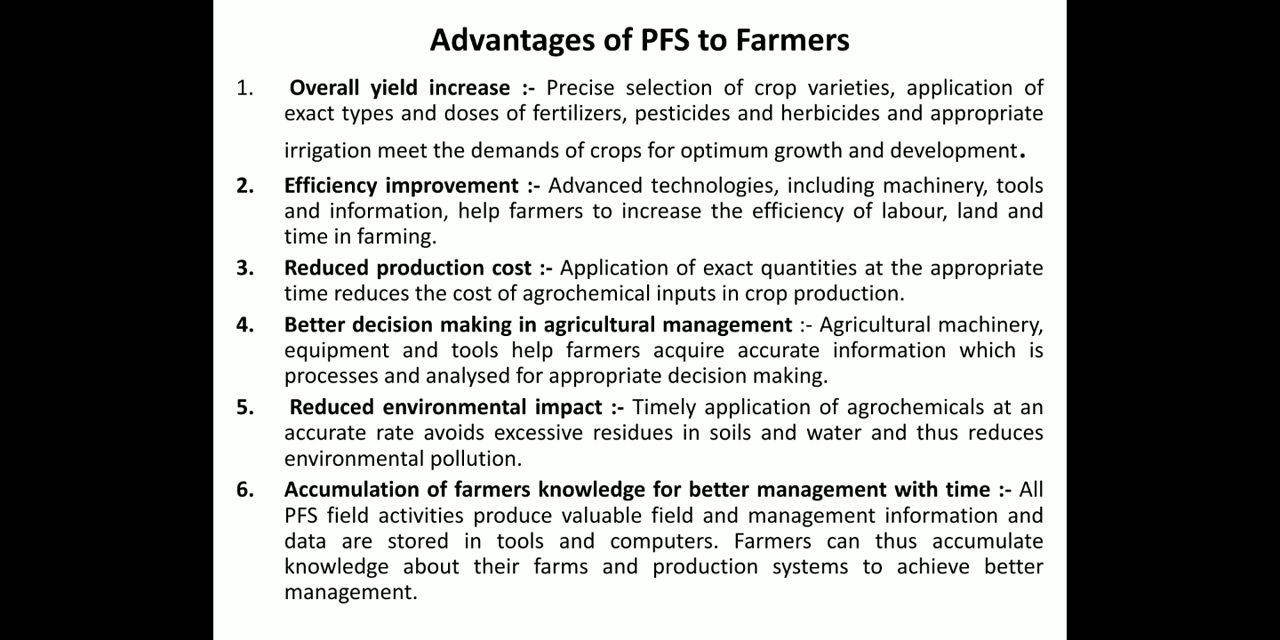 Advantages of PFS to Farmers
1. Overall yield increase :- Precise selection of crop varieties, application of
exact types and doses of fertilizers, pesticides and herbicides and appropriate
irrigation meet the demands of crops for optimum growth and development.
2. Efficiency improvement :- Advanced technologies, including machinery, tools
and information, help farmers to increase the efficiency of labour, land and
time in farming.
3. Reduced production cost :- Application of exact quantities at the appropriate
time reduces the cost of agrochemical inputs in crop production.
4. Better decision making in agricultural management :- Agricultural machinery,
equipment and tools help farmers acquire accurate information which is
processes and analysed for appropriate decision making.
5. Reduced environmental impact :- Timely application of agrochemicals at an
accurate rate avoids excessive residues in soils and water and thus reduces
environmental pollution.
6. Accumulation of farmers knowledge for better management with time :- All
PFS field activities produce valuable field and management information and
data are stored in tools and computers. Farmers can thus accumulate
knowledge about their farms and production systems to achieve better
management.